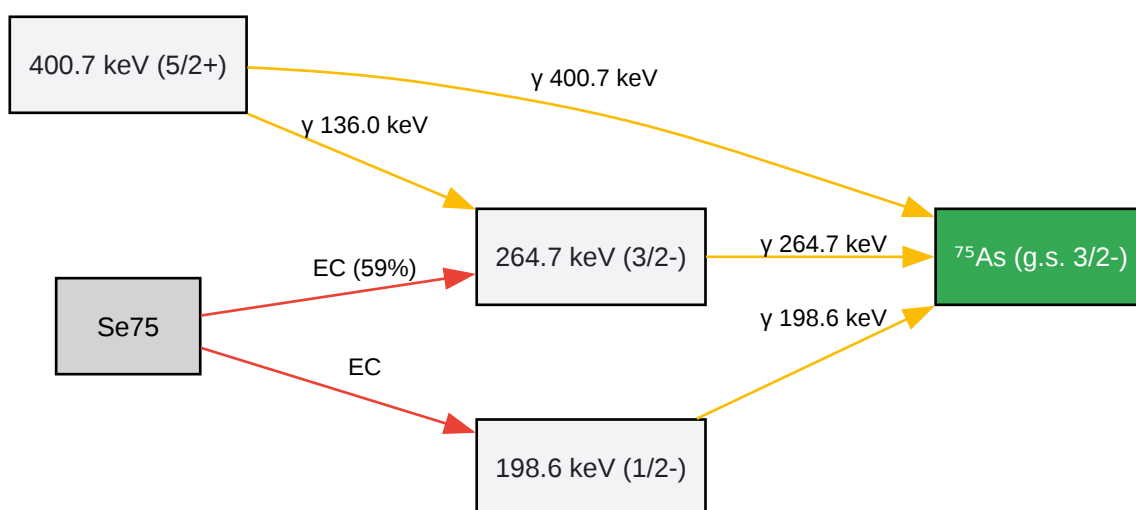 400.7 keV (5/2+)
γ 400.7 keV
γ 136.0 keV
264.7 keV (3/2-)
γ 264.7 keV
⁷⁵As (g.s. 3/2-)
EC (59%)
Se75
γ 198.6 keV
EC
198.6 keV (1/2-)